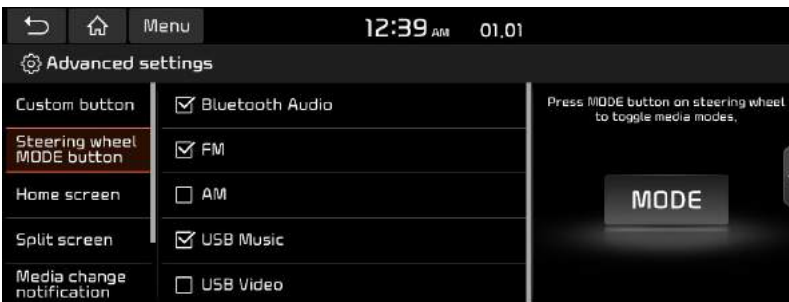 Menu
12:39 AM 01.01
Advanced settings
Custom button
Steering wheel
MODE button
Home screen
Split screen
Media change
notification
Bluetooth Audio
FM
AM
USB Music
USB Video
Press MODE button on steering wheel
to toggle media modes.
MODE